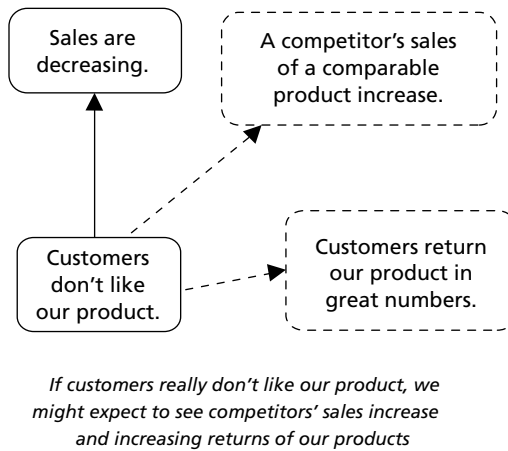 Sales are
decreasing.
A competitor’s sales
of a comparable
product increase.
Customers
don’t like
our product.
Customers return
our product in
great numbers.
If customers really don’t like our product, we
might expect to see competitors’ sales increase
and increasing returns of our products